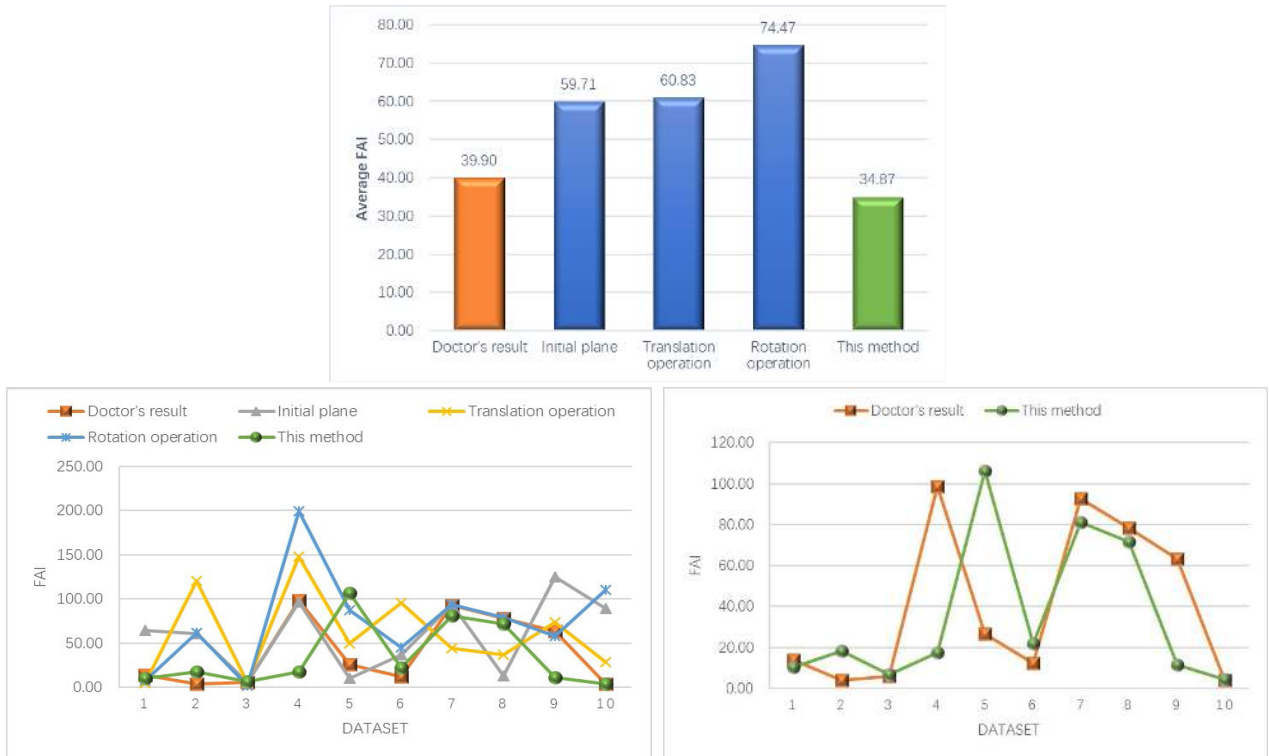 80.00
74.47
70.00
59.71
60.83
60.00
50.00
39.90
40.00
34.87
30.00
20.00
10.00
0.00
Average FAI
Doctor's result
Initial plane
Translation
operation
Rotation
operation
This method
Doctor's result
Initial plane
Translation operation
Rotation operation
This method
250.00
200.00
150.00
100.00
50.00
0.00
FAI
1 2 3 4 5 6 7 8 9 10
DATASET
Doctor's result
This method
120.00
100.00
80.00
60.00
40.00
20.00
0.00
FAI
1 2 3 4 5 6 7 8 9 10
DATASET